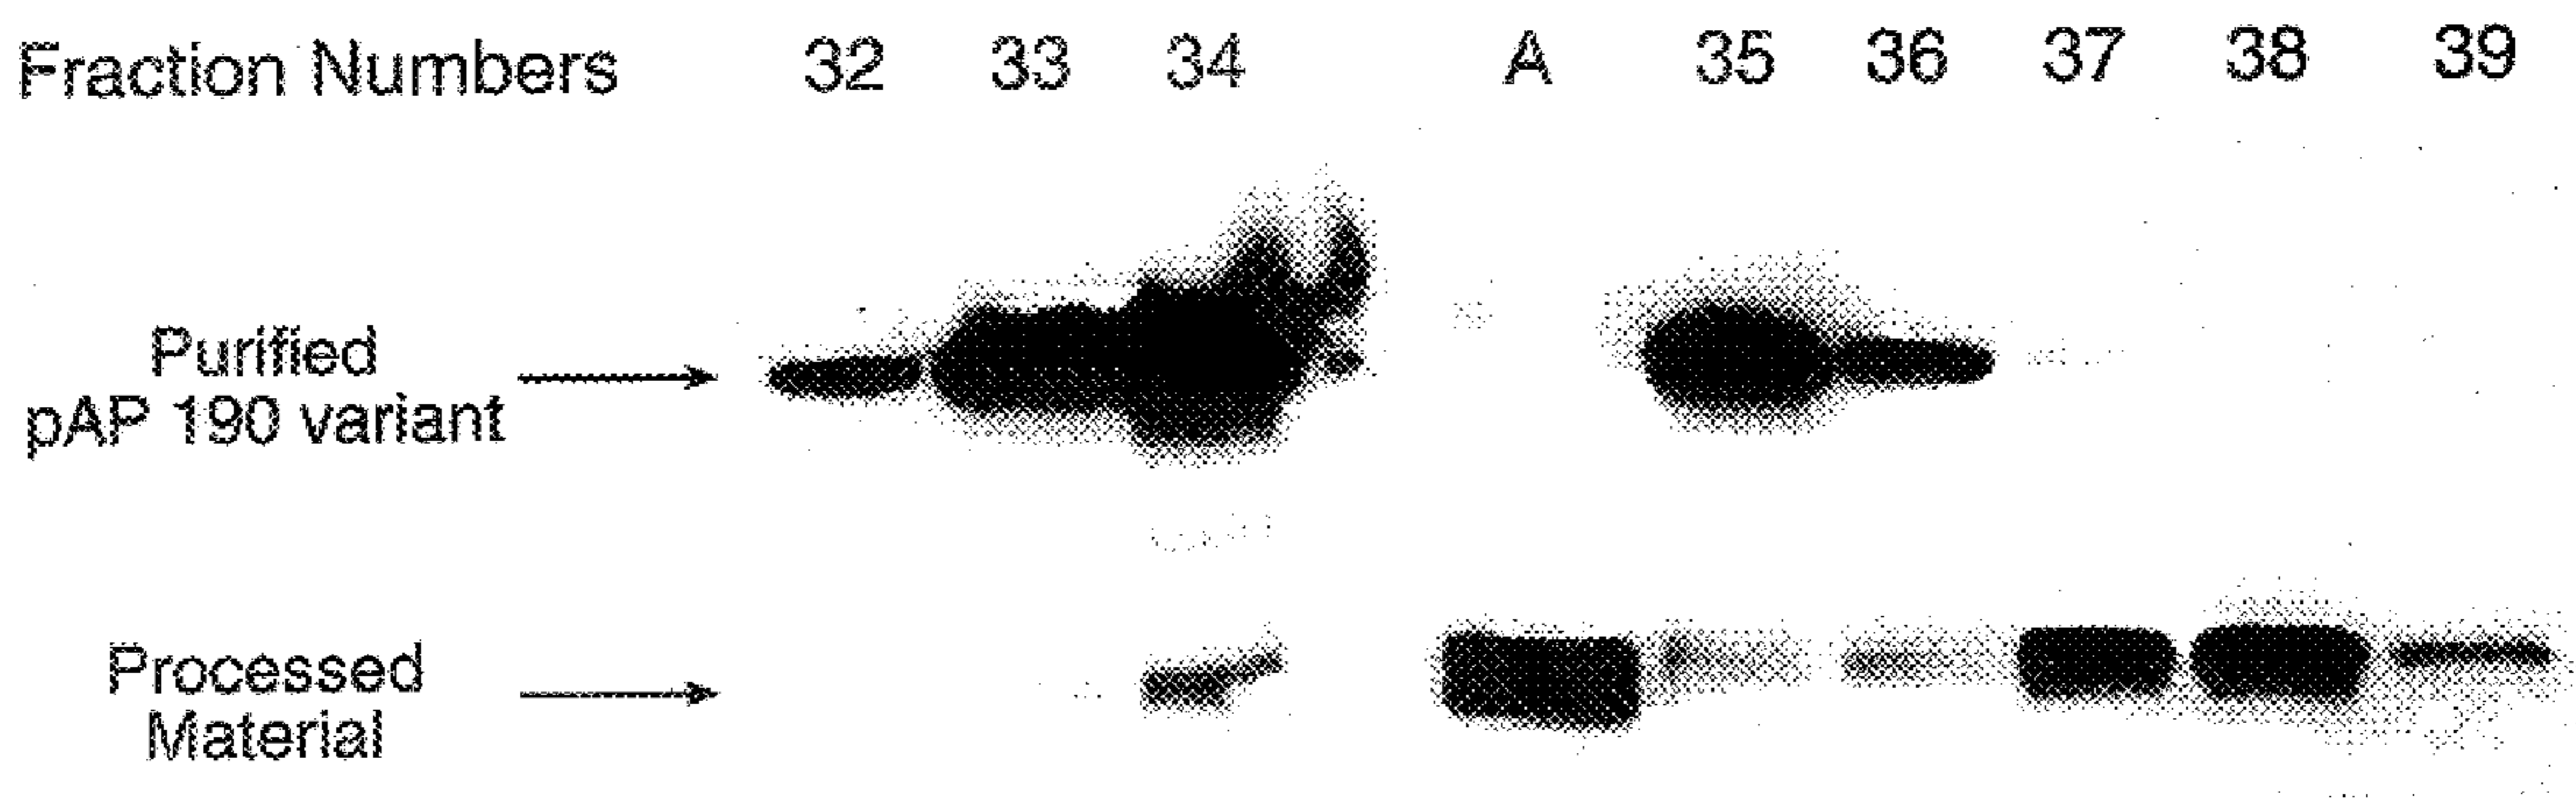 Fraction Numbers 32 33 34 A 35 36 37 38 39
Purified
pAP 190 variant
Processed
Material